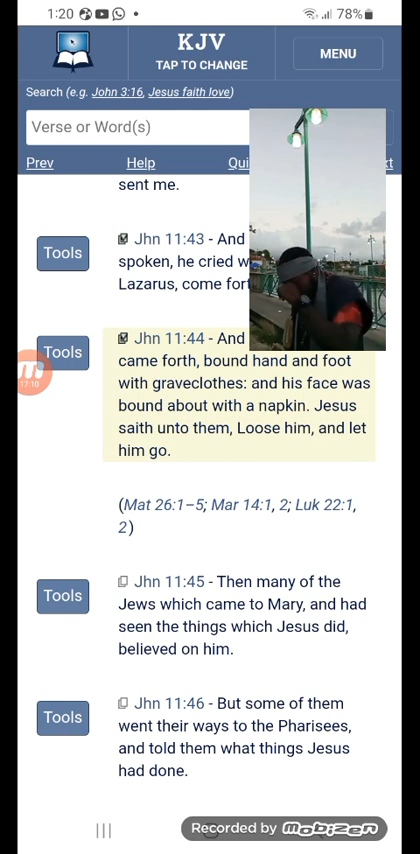 1:20 78%
KJV
TAP TO CHANGE
MENU
Search (e.g. John 3:16, Jesus faith love)
Verse or Word(s)
Prev Help
sent me.
Tools
Jhn 11:43 - And
spoken, he cried
Lazarus, come
Tools
Jhn 11:44 - And
came forth, bound hand and foot
with graveclothes: and his face was
bound about with a napkin. Jesus
saith unto them, Loose him, and let
him go.
17:10
(Mat 26:1–5; Mar 14:1, 2; Luk 22:1,
2)
Tools
Jhn 11:45 - Then many of the
Jews which came to Mary, and had
seen the things which Jesus did,
believed on him.
Tools
Jhn 11:46 - But some of them
went their ways to the Pharisees,
and told them what things Jesus
had done.
Recorded by mobizen